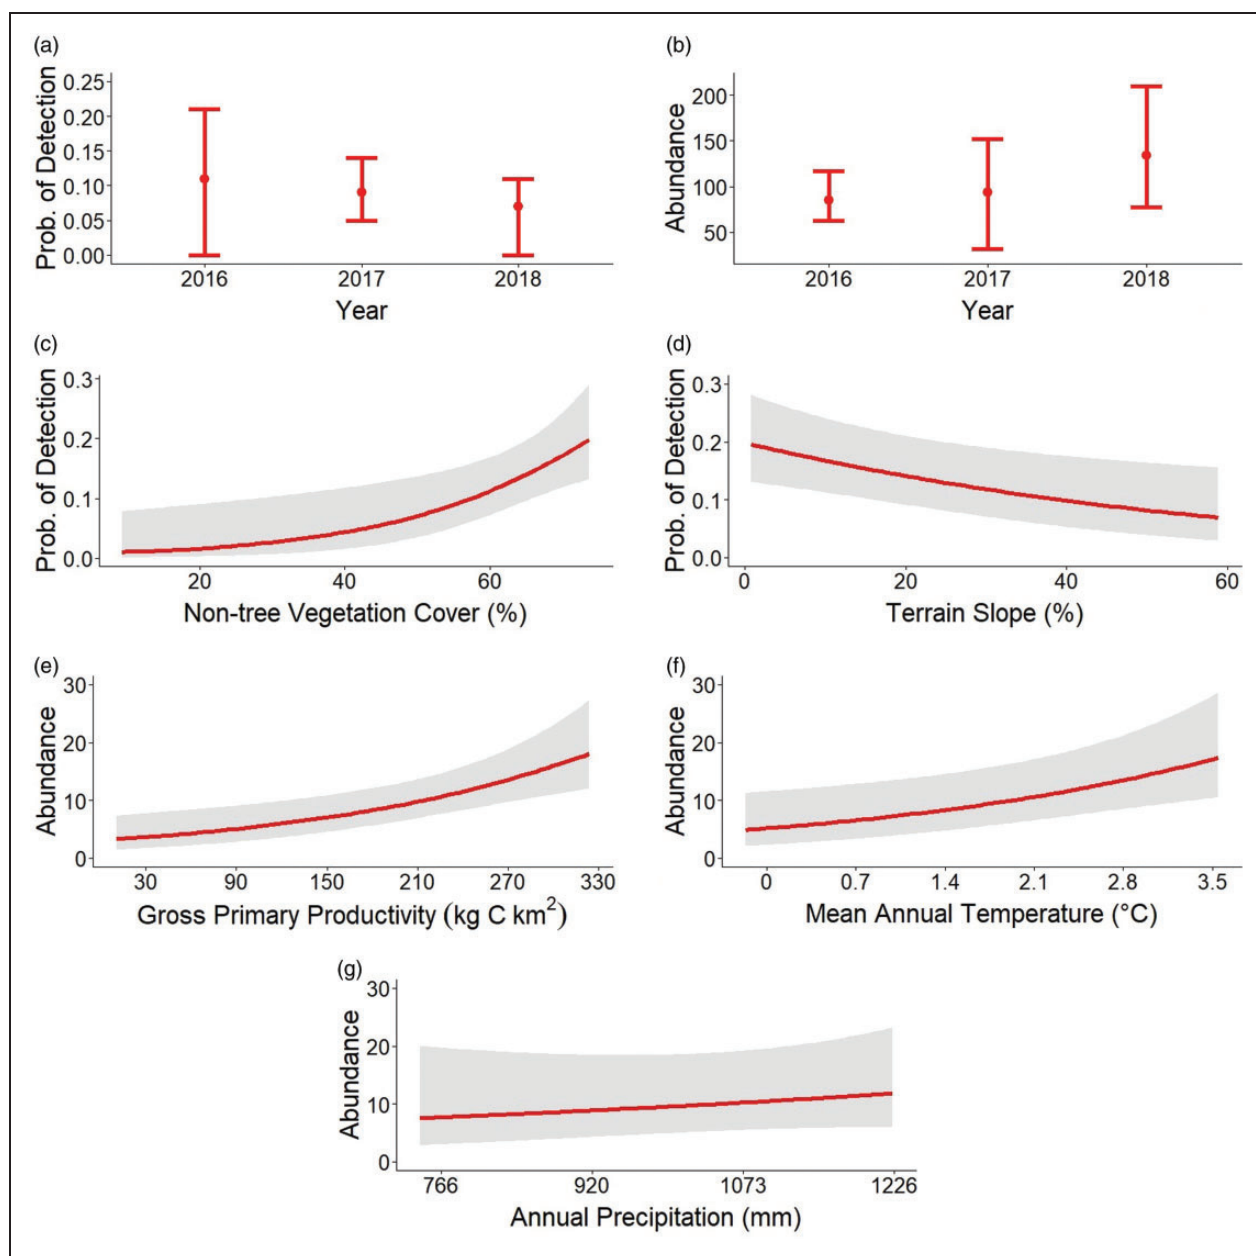 (a)
Prob. of Detection
0.25
0.20
0.15
0.10
0.05
0.00
2016 2017 2018
Year
(b)
Abundance
200
150
100
50
2016 2017 2018
Year
(c)
Prob. of Detection
0.3
0.2
0.1
0.0
20 40 60
Non-tree Vegetation Cover (%)
(d)
Prob. of Detection
0.3
0.2
0.1
0.0
0 20 40 60
Terrain Slope (%)
(e)
Abundance
30
20
10
0
30 90 150 210 270 330
Gross Primary Productivity (kg C km²)
(f)
Abundance
30
20
10
0
0 0.7 1.4 2.1 2.8 3.5
Mean Annual Temperature (°C)
(g)
Abundance
30
20
10
0
766 920 1073 1226
Annual Precipitation (mm)